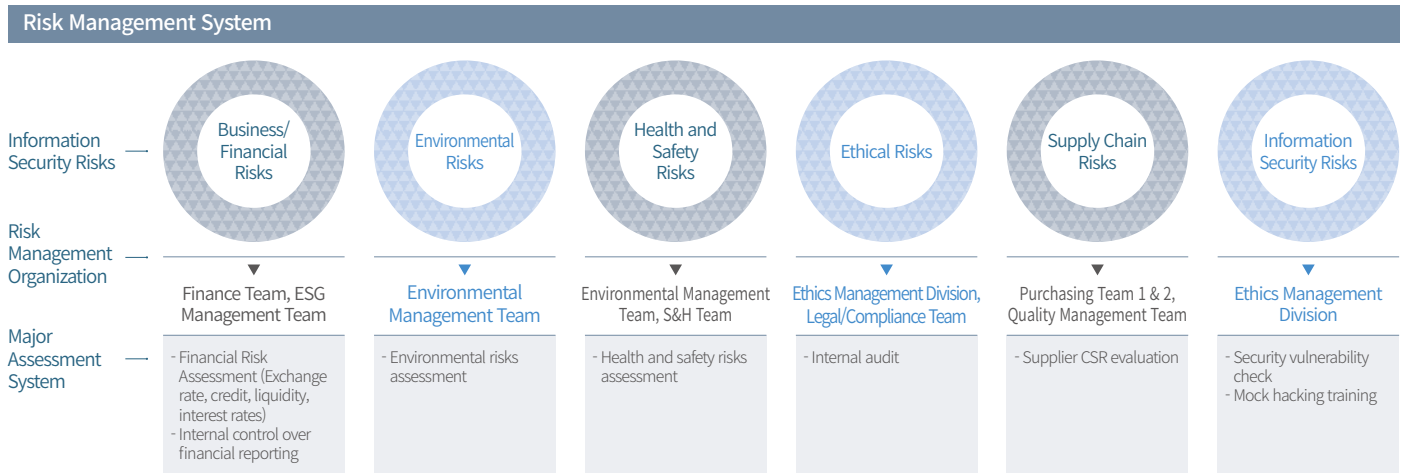 Risk Management System
Information
Security Risks
Business/
Financial
Risks
Environmental
Risks
Health and
Safety
Risks
Ethical Risks
Supply Chain
Risks
Information
Security Risks
Risk
Management
Organization
Finance Team, ESG
Management Team
Environmental
Management Team
Environmental Management
Team, S&H Team
Ethics Management Division,
Legal/Compliance Team
Purchasing Team 1 & 2,
Quality Management Team
Ethics Management
Division
Major
Assessment
System
- Financial Risk
Assessment (Exchange
rate, credit, liquidity,
interest rates)
- Internal control over
financial reporting
- Environmental risks
assessment
- Health and safety risks
assessment
- Internal audit
- Supplier CSR evaluation
- Security vulnerability
check
- Mock hacking training